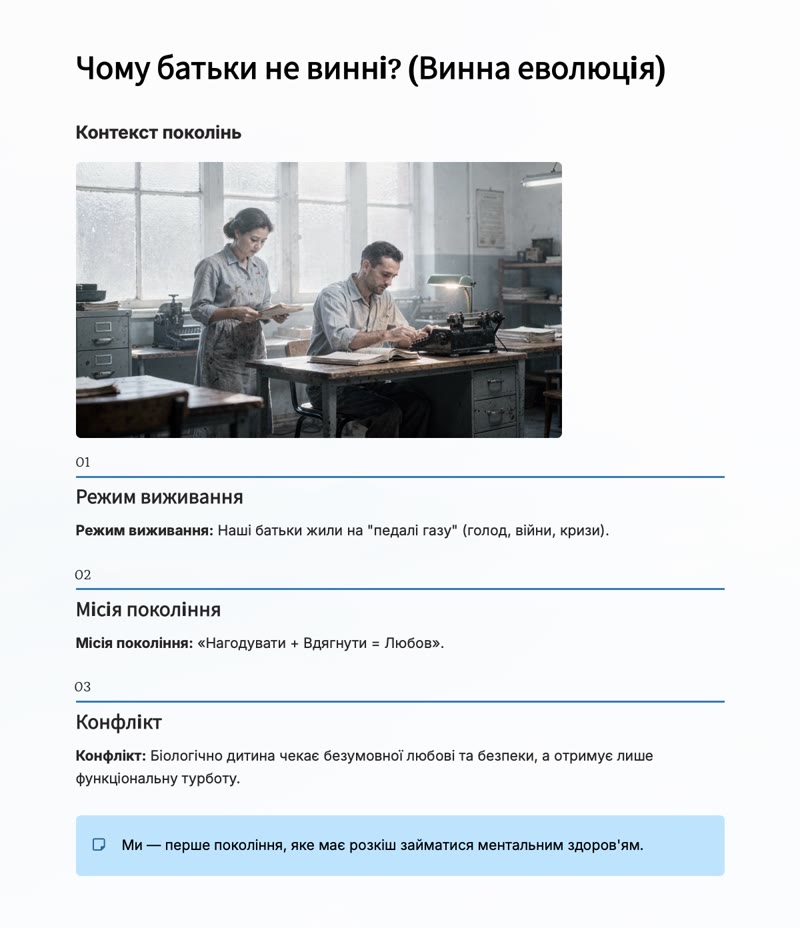 Чому батьки не винні? (Винна еволюція)
Контекст поколінь
01
Режим виживання
Режим виживання: Наші батьки жили на "педалі газу" (голод, війни, кризи).
02
Місія покоління
Місія покоління: «Нагодувати + Вдягнути = Любов».
03
Конфлікт
Конфлікт: Біологічно дитина чекає безумовної любові та безпеки, а отримує лише
функціональну турботу.
Ми — перше покоління, яке має розкіш займатися ментальним здоров'ям.